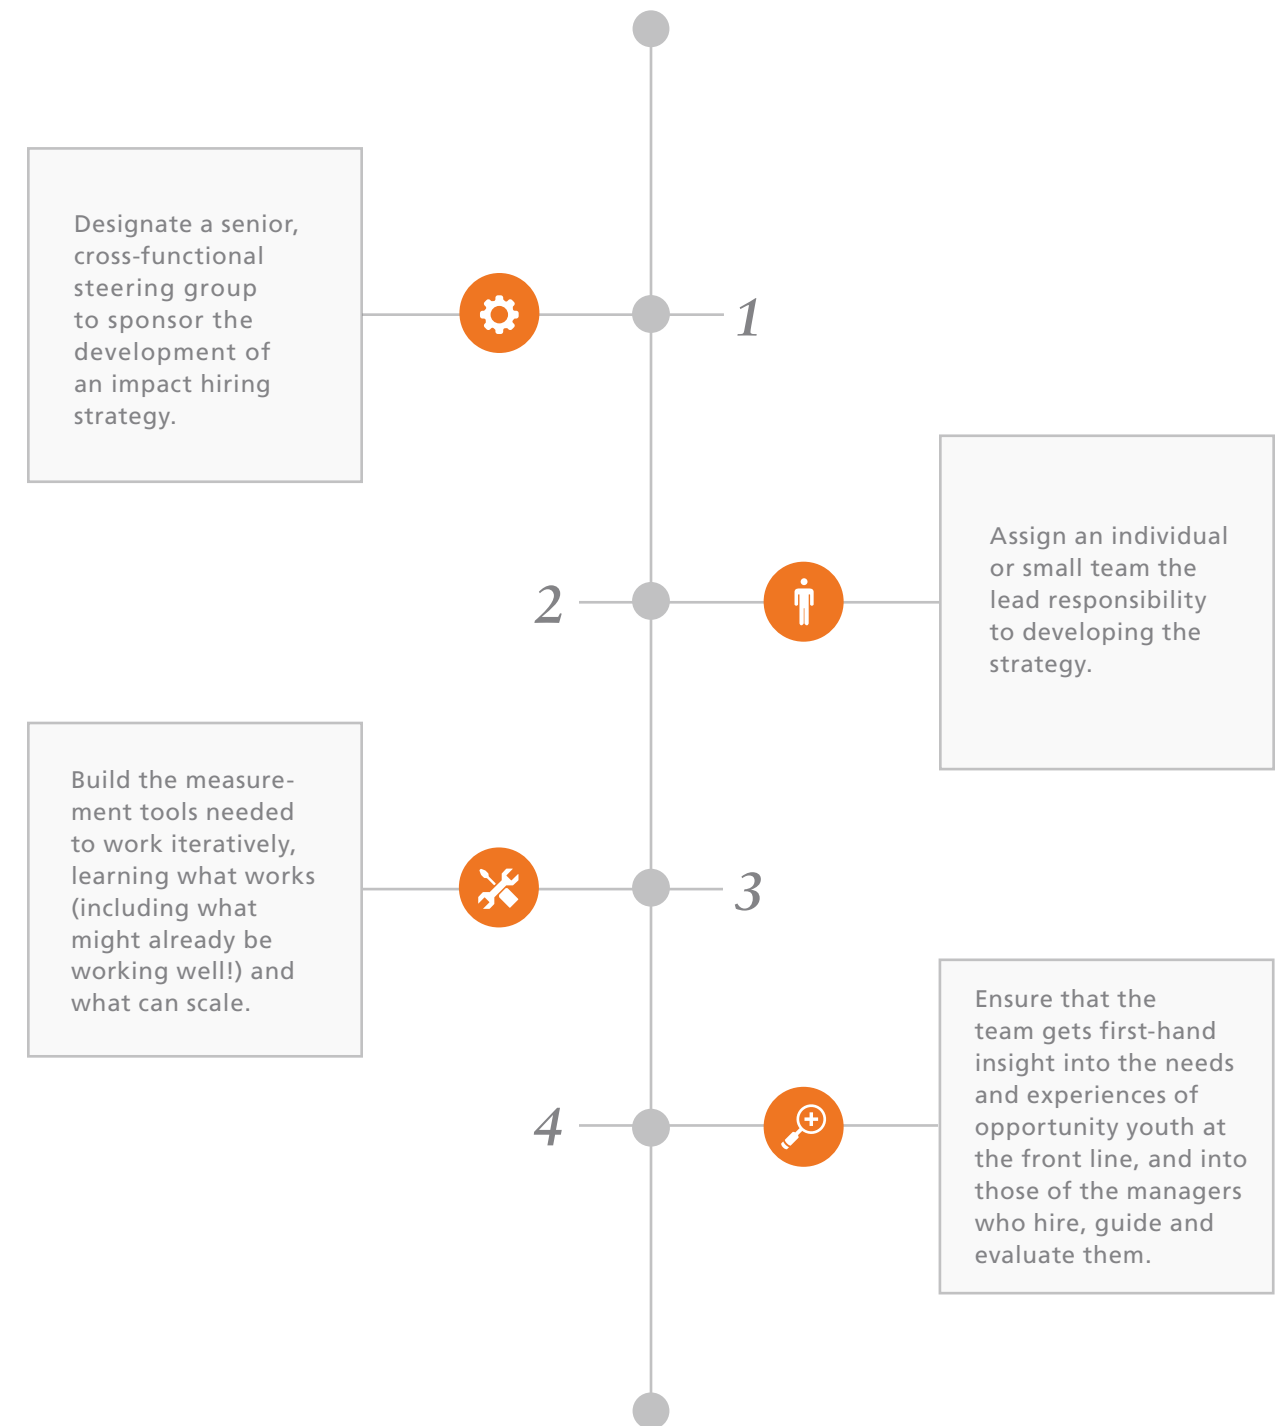 Designate a senior,
cross-functional
steering group
to sponsor the
development of
an impact hiring
strategy.
1
2
Assign an individual
or small team the
lead responsibility
to developing the
strategy.
Build the measure-
ment tools needed
to work iteratively,
learning what works
(including what
might already be
working well!) and
what can scale.
3
4
Ensure that the
team gets first-hand
insight into the needs
and experiences of
opportunity youth at
the front line, and into
those of the managers
who hire, guide and
evaluate them.